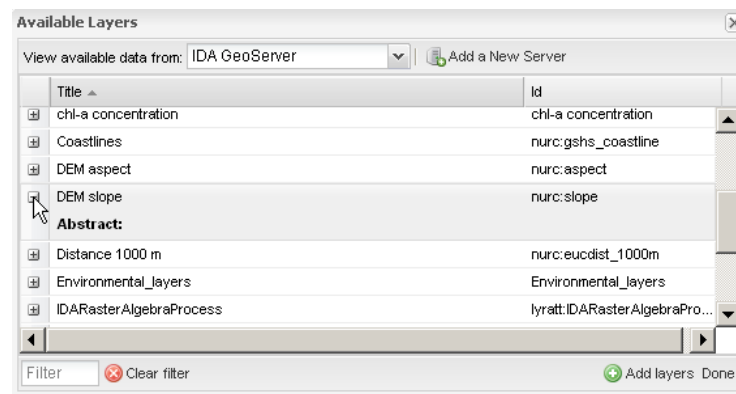 Available Layers
View available data from: IDA GeoServer Add a New Server
Title Id
chl-a concentration chl-a concentration
Coastlines nurc:gshs_coastline
DEM aspect nurc:aspect
DEM slope nurc:slope
Abstract:
Distance 1000 m nurc:eucdist_1000m
Environmental_layers Environmental_layers
IDARasterAlgebraProcess lyratt:IDARasterAlgebraPro...
Filter Clear filter Add layers Done